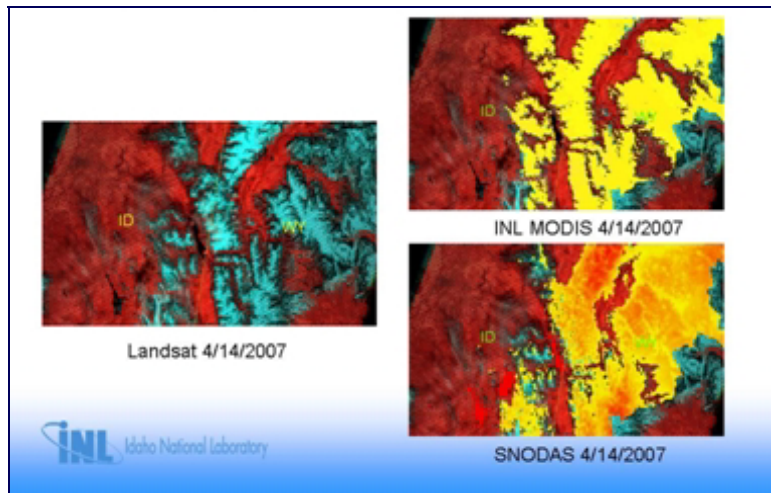 ID
WY
Landsat 4/14/2007
ID
INL MODIS 4/14/2007
ID
SNODAS 4/14/2007
INL Idaho National Laboratory